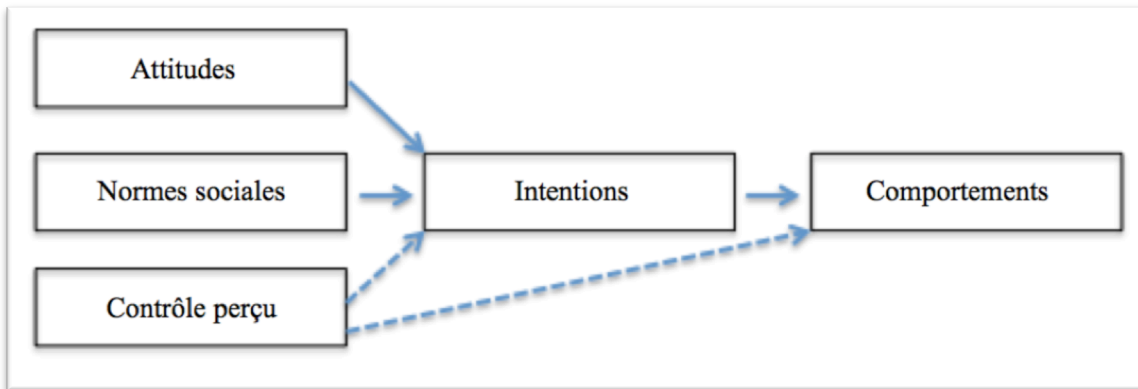 Attitudes
Normes sociales
Intentions
Comportements
Contrôle perçu